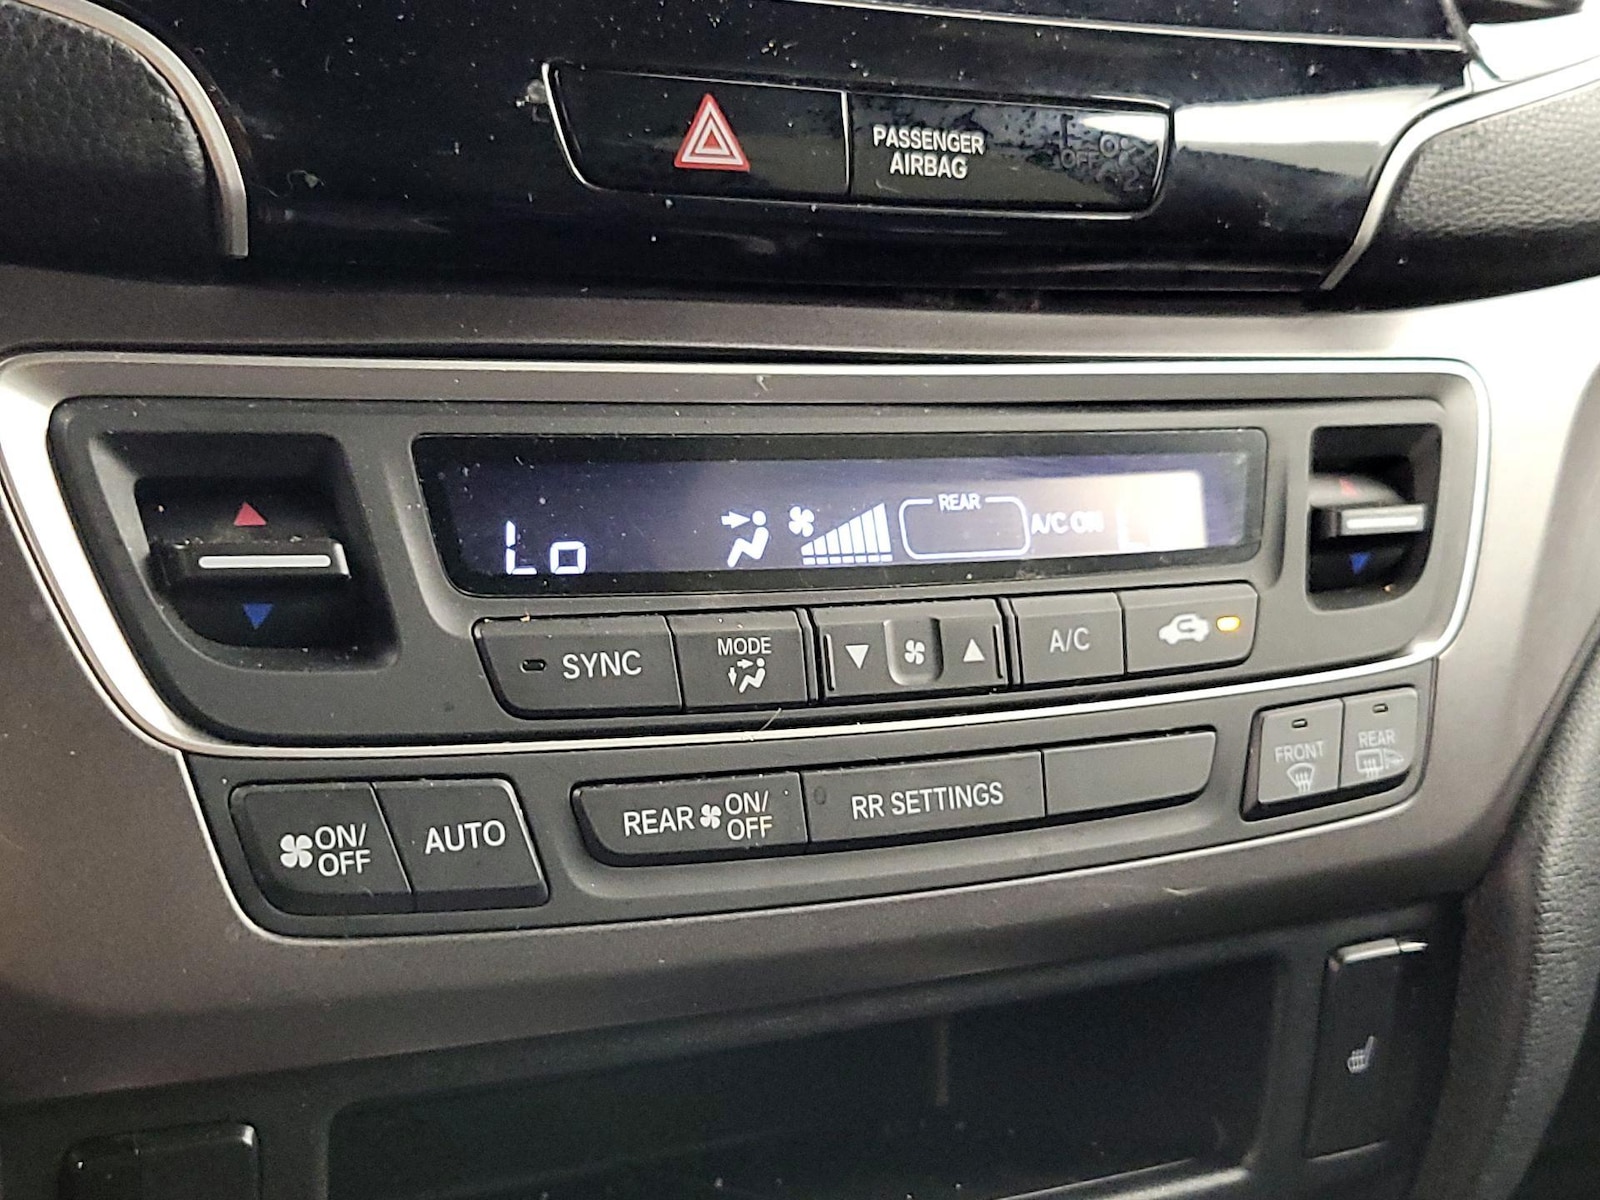 PASSENGER
AIRBAG
OFF
Lo
REAR
A/C ON
SYNC
MODE
A/C
ON/
OFF
AUTO
REAR
ON/
OFF
RR SETTINGS
FRONT
REAR